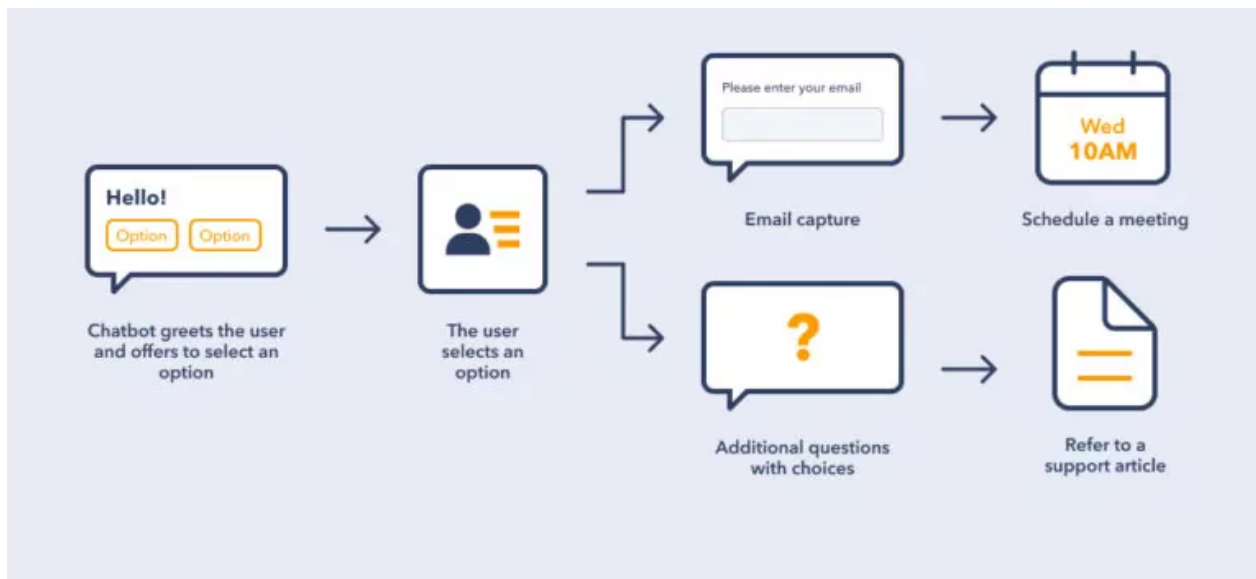 Hello!
Option
Option
Chatbot greets the user
and offers to select an
option
The user
selects an
option
Please enter your email
Email capture
Wed
10AM
Schedule a meeting
?
Additional questions
with choices
Refer to a
support article